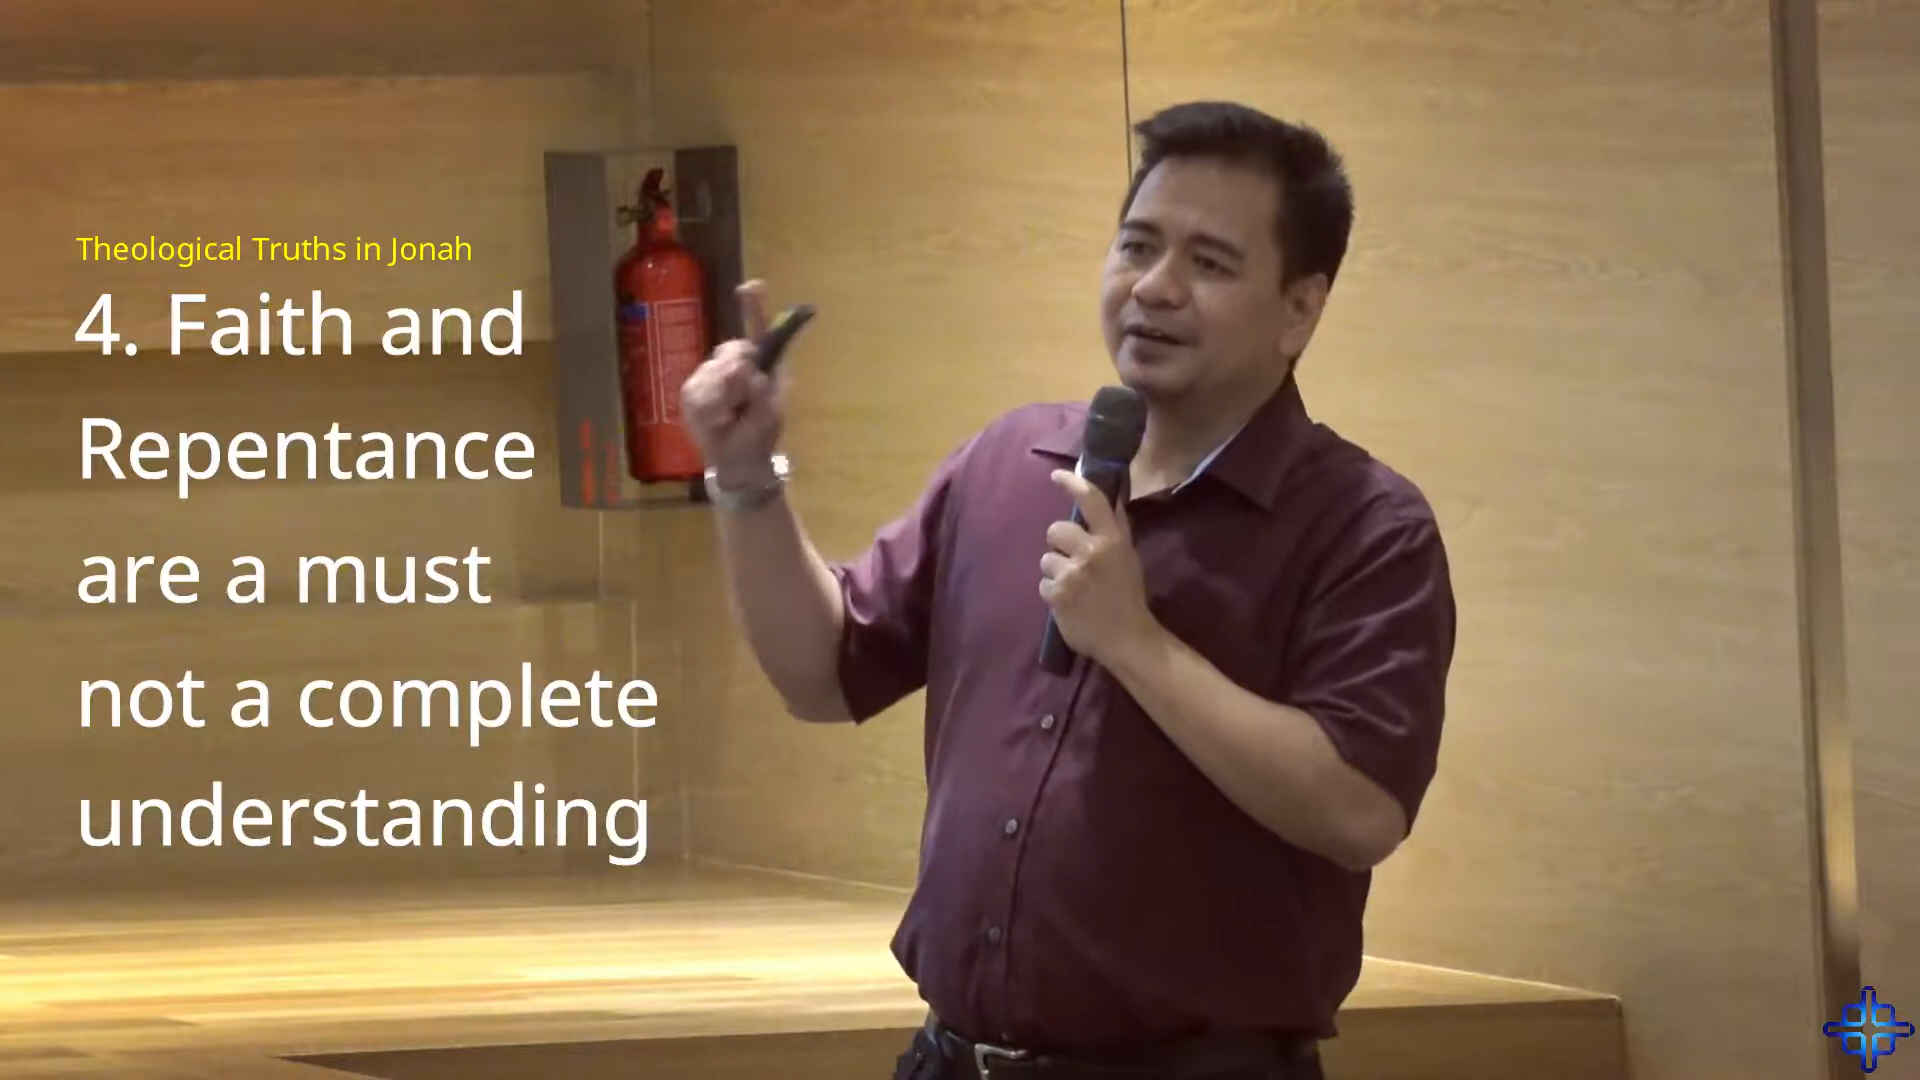 Theological Truths in Jonah
4. Faith and
Repentance
are a must
not a complete
understanding